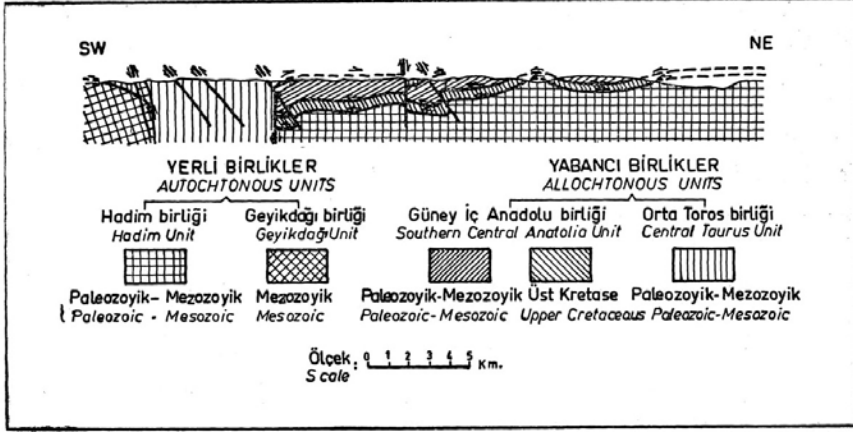 SW NE
YERLİ BİRLİKLER YABANCI BİRLİKLER
AUTOCHTONOUS UNITS ALLOCHTONOUS UNITS
Hadim birliği Geyikdağı birliği Güney İç Anadolu birliği Orta Toros birliği
Hadim Unit Geyikdağı Unit Southern Central Anatolia Unit Central Taurus Unit
Paleozoyik-Mezozoyik Mezozoyik Paleozoyik-Mezozoyik Üst Kretase Paleozoyik-Mezozoyik
Paleozoic - Mesozoic Mesozoic Paleozoic-Mesozoic Upper Cretaceous Paleozoic-Mesozoic
Ölçek: 0 1 2 3 4 5 Km.
Scale